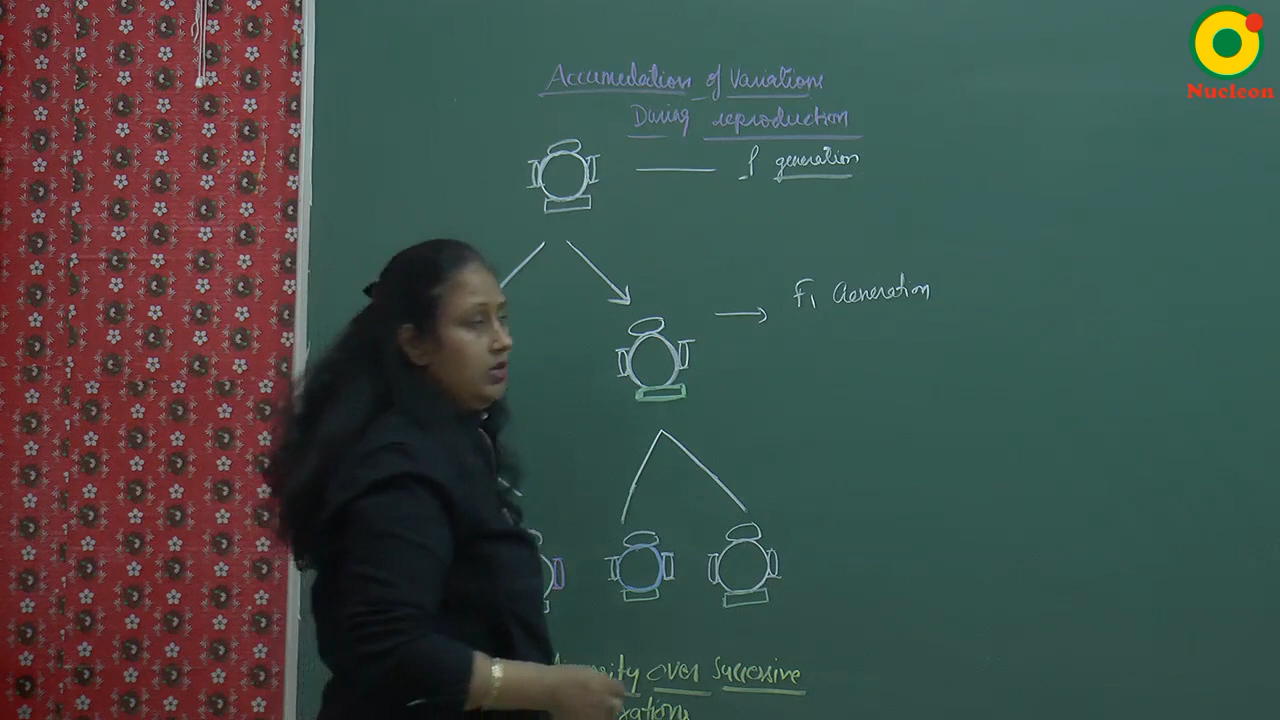 Accumulation of Variations
During reproduction
P generation
F1 Generation
over Successive
Nucleon